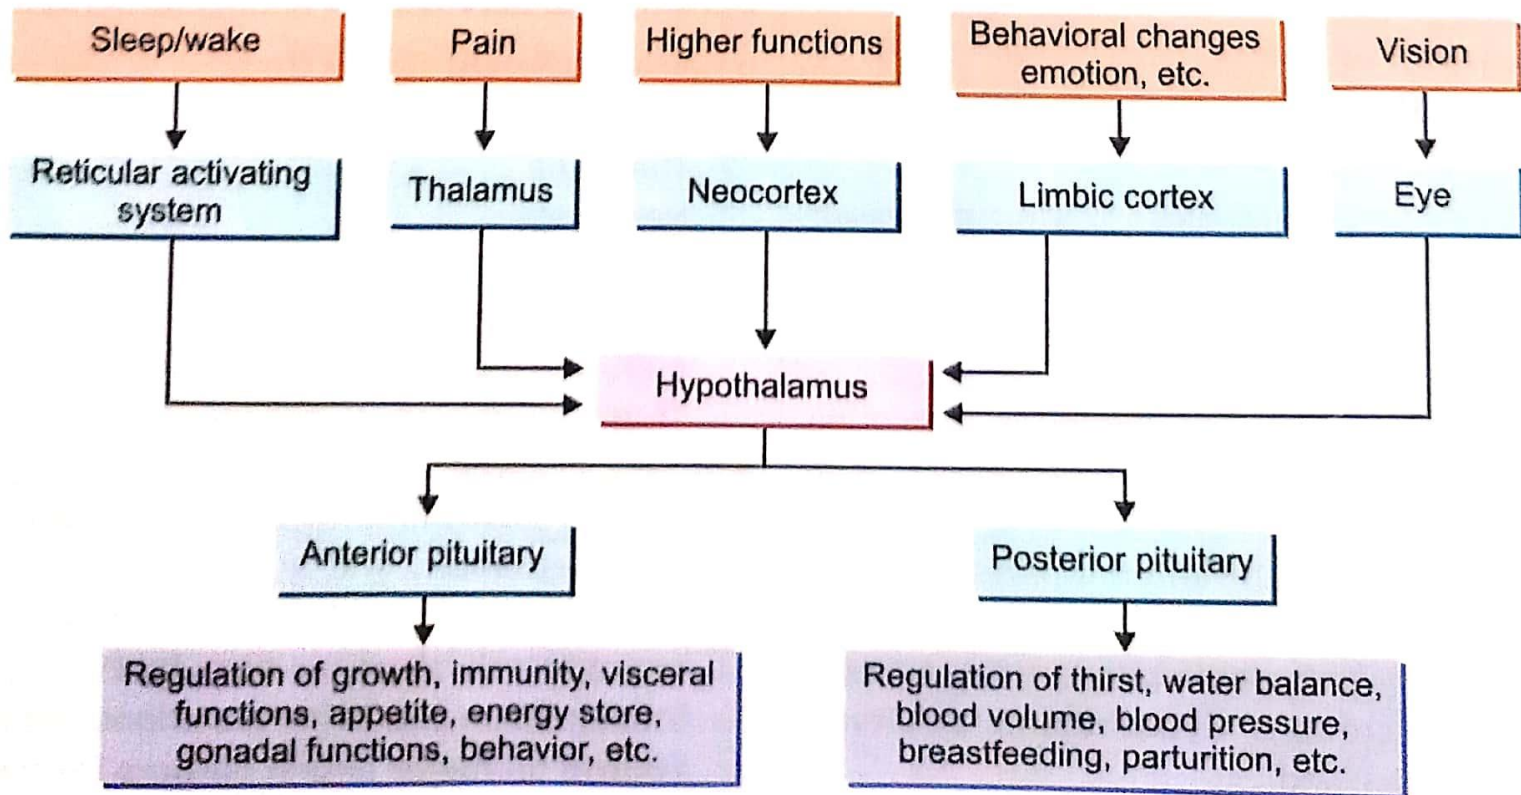 Sleep/wake
Pain
Higher functions
Behavioral changes
emotion, etc.
Vision
Reticular activating
system
Thalamus
Neocortex
Limbic cortex
Eye
Hypothalamus
Anterior pituitary
Posterior pituitary
Regulation of growth, immunity, visceral
functions, appetite, energy store,
gonadal functions, behavior, etc.
Regulation of thirst, water balance,
blood volume, blood pressure,
breastfeeding, parturition, etc.